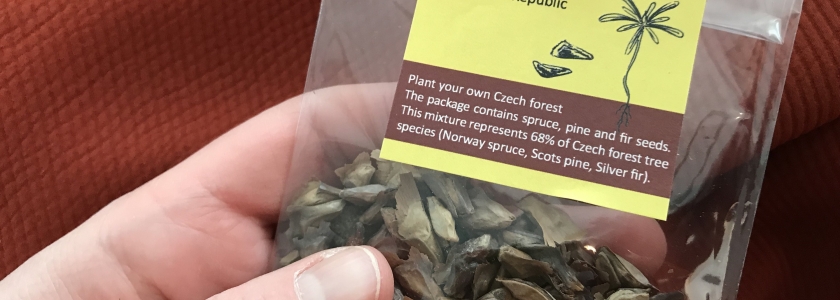 Republic
Plant your own Czech forest
The package contains spruce, pine and fir seeds.
This mixture represents 68% of Czech forest tree
species (Norway spruce, Scots pine, Silver fir).